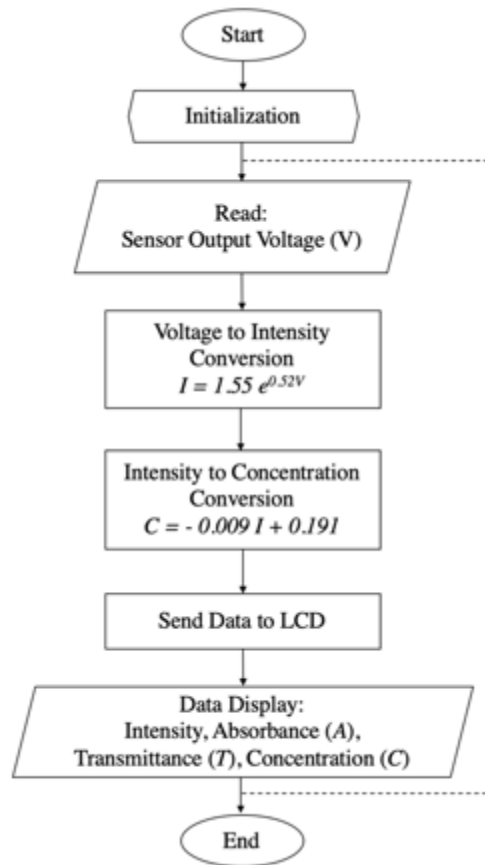 Start
Initialization
Read:
Sensor Output Voltage (V)
Voltage to Intensity
Conversion
I = 1.55 e^0.52V
Intensity to Concentration
Conversion
C = - 0.009 I + 0.191
Send Data to LCD
Data Display:
Intensity, Absorbance (A),
Transmittance (T), Concentration (C)
End